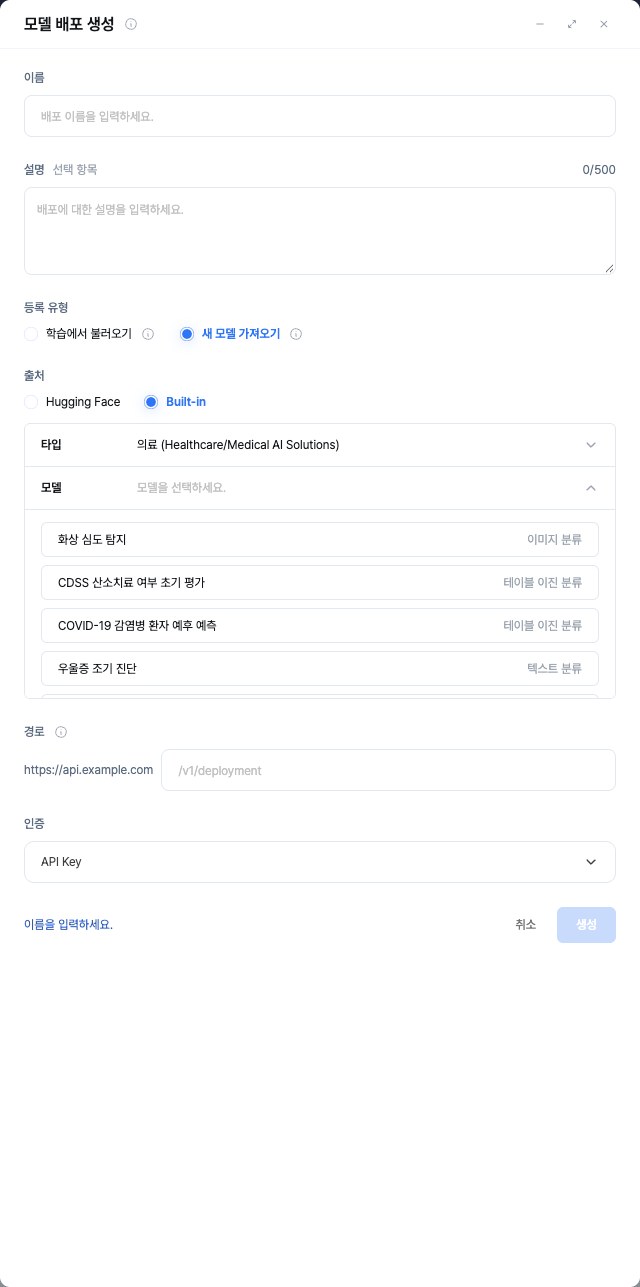 모델 배포 생성
이름
배포 이름을 입력하세요.
설명 선택 항목 0/500
배포에 대한 설명을 입력하세요.
등록 유형
학습에서 불러오기 새 모델 가져오기
출처
Hugging Face Built-in
타입 의료 (Healthcare/Medical AI Solutions)
모델 모델을 선택하세요.
화상 심도 탐지 이미지 분류
CDSS 산소치료 여부 초기 평가 테이블 이진 분류
COVID-19 감염병 환자 예후 예측 테이블 이진 분류
우울증 조기 진단 텍스트 분류
경로
https://api.example.com /v1/deployment
인증
API Key
이름을 입력하세요. 취소 생성